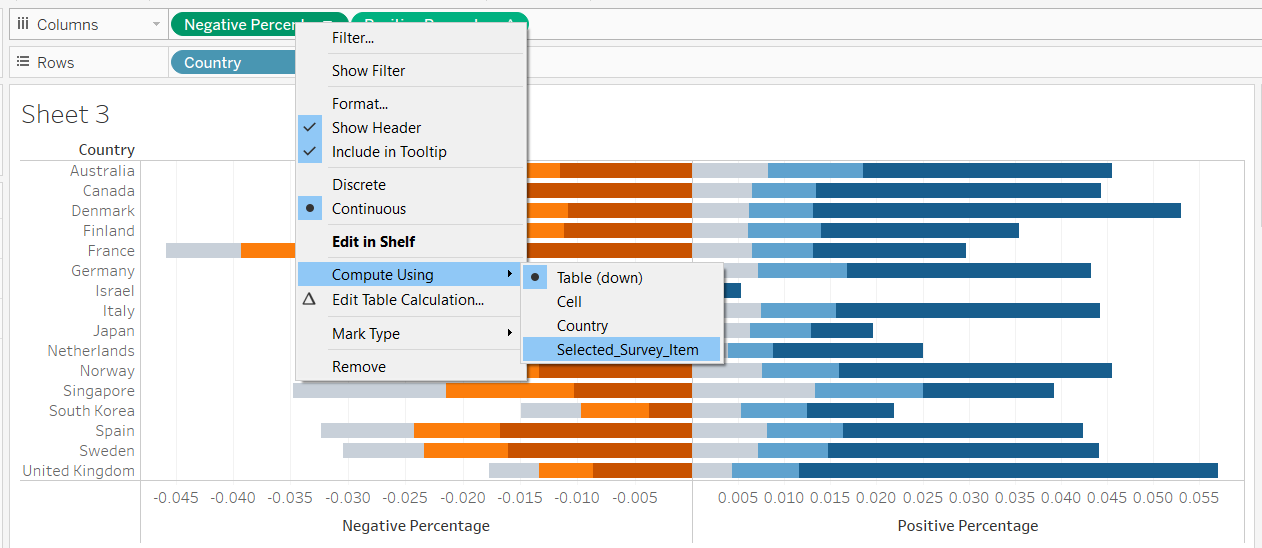 Columns
Negative Percent
Rows
Country
Filter...
Show Filter
Format...
Show Header
Include in Tooltip
Discrete
Continuous
Edit in Shelf
Compute Using
Edit Table Calculation...
Mark Type
Remove
Table (down)
Cell
Country
Selected_Survey_Item
Sheet 3
Country
Australia
Canada
Denmark
Finland
France
Germany
Israel
Italy
Japan
Netherlands
Norway
Singapore
South Korea
Spain
Sweden
United Kingdom
-0.045 -0.040 -0.035 -0.030 -0.025 -0.020 -0.015 -0.010 -0.005
0.005 0.010 0.015 0.020 0.025 0.030 0.035 0.040 0.045 0.050 0.055
Negative Percentage
Positive Percentage